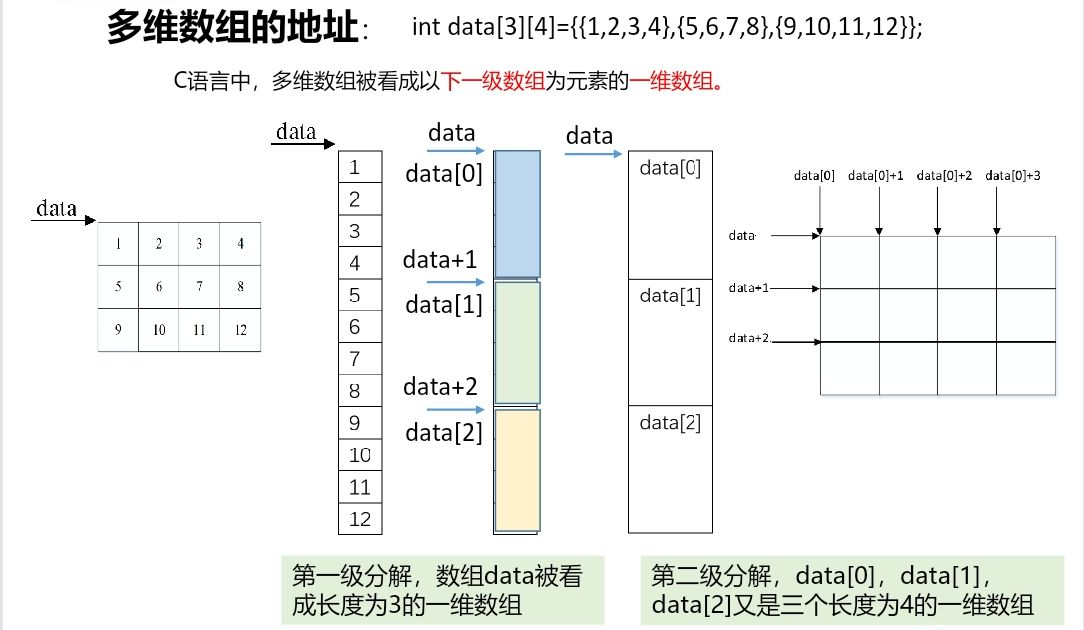 多维数组的地址： int data[3][4]={{1,2,3,4},{5,6,7,8},{9,10,11,12}};
C语言中，多维数组被看成以下一级数组为元素的一维数组。
data
1 2 3 4
5 6 7 8
9 10 11 12
data
1
2
3
4
5
6
7
8
9
10
11
12
data
data[0]
data+1
data[1]
data+2
data[2]
data
data[0]
data[1]
data[2]
data[0] data[0]+1 data[0]+2 data[0]+3
data
data+1
data+2
第一级分解，数组data被看
成长度为3的一维数组
第二级分解，data[0]，data[1]，
data[2]又是三个长度为4的一维数组